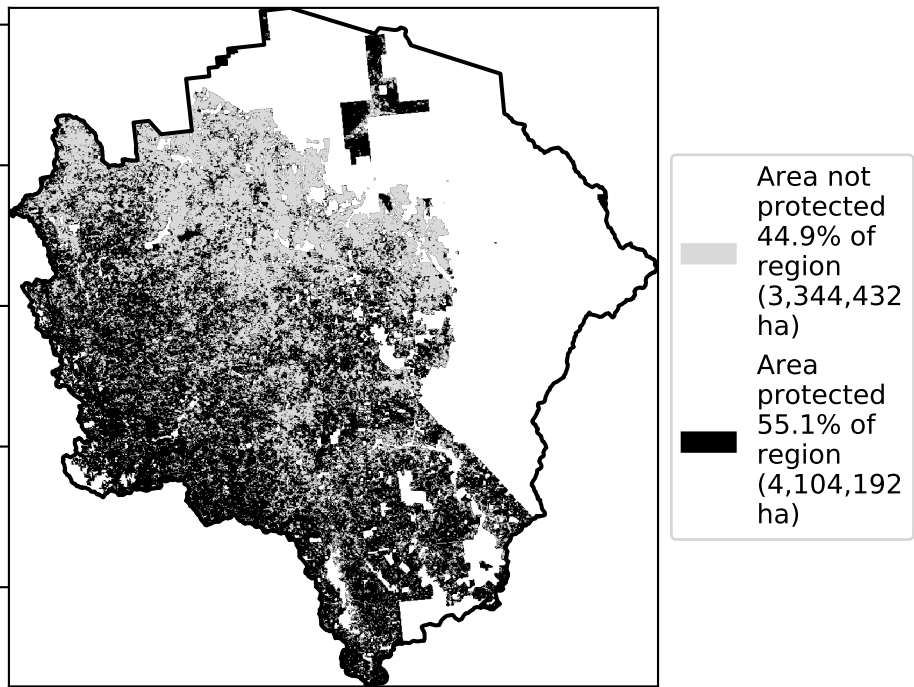 Area not
protected
44.9% of
region
(3,344,432
ha)
Area
protected
55.1% of
region
(4,104,192
ha)